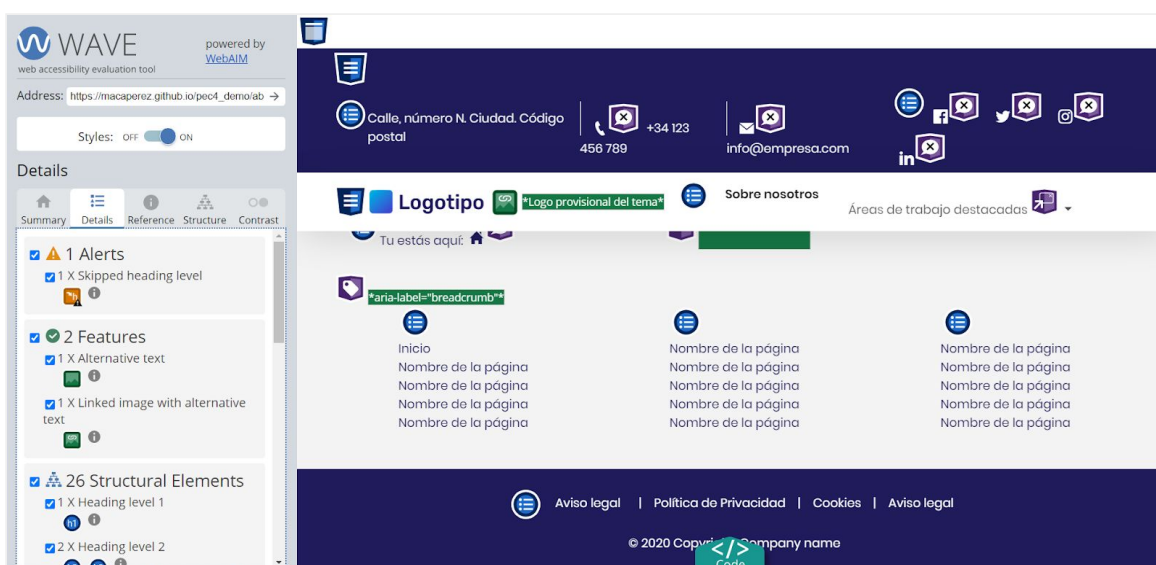 WAVE
powered by
WebAIM
web accessibility evaluation tool
Address: https://macaperez.github.io/pec4_demo/ab
Styles: OFF ON
Details
Summary Details Reference Structure Contrast
1 Alerts
1 X Skipped heading level
2 Features
1 X Alternative text
1 X Linked image with alternative
text
26 Structural Elements
1 X Heading level 1
h1
2 X Heading level 2
Calle, número N. Ciudad. Código
postal
+34 123
456 789
info@empresa.com
Logotipo *Logo provisional del tema* Sobre nosotros
Áreas de trabajo destacadas
Tu estás aquí:
*aria-label="breadcrumb"*
Inicio Nombre de la página Nombre de la página
Nombre de la página Nombre de la página Nombre de la página
Nombre de la página Nombre de la página Nombre de la página
Nombre de la página Nombre de la página Nombre de la página
Nombre de la página Nombre de la página Nombre de la página
Aviso legal | Política de Privacidad | Cookies | Aviso legal
© 2020 Company name
</> Code